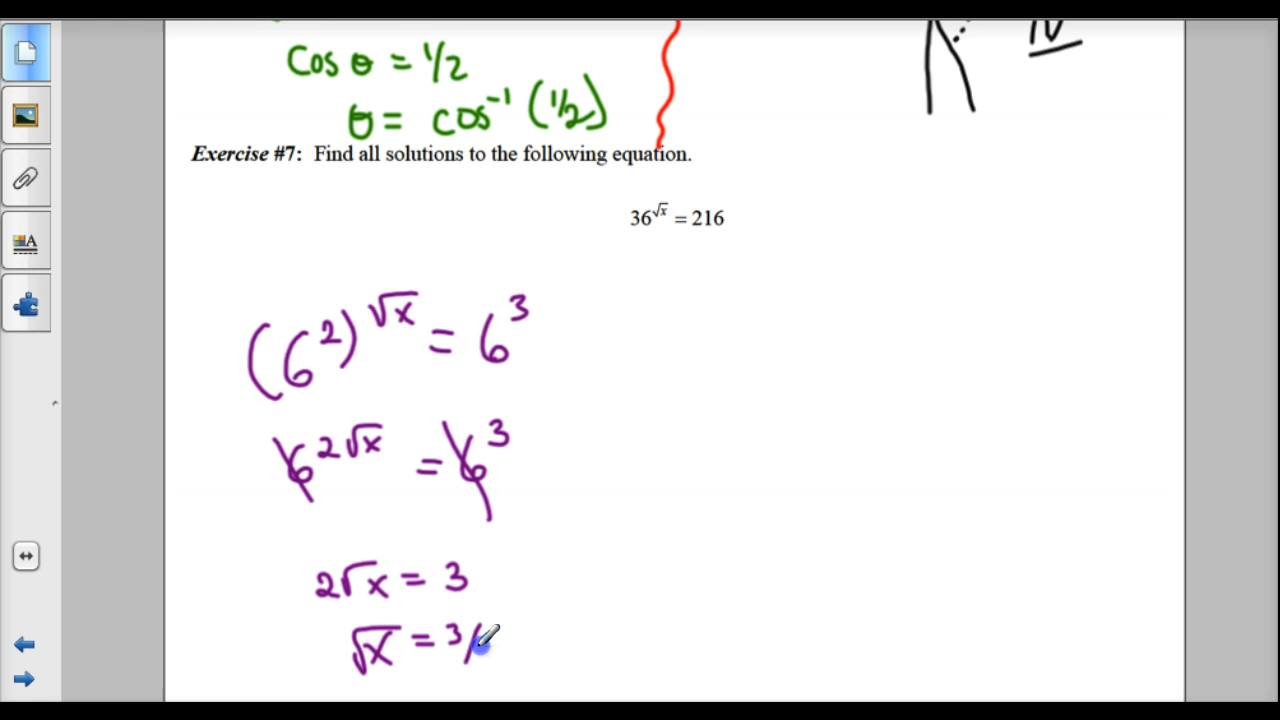 cos θ = 1/2
θ = cos⁻¹ (1/2)
IV
Exercise #7: Find all solutions to the following equation.
36^√x = 216
(6²)^√x = 6³
6^2√x = 6³
2√x = 3
√x = 3/